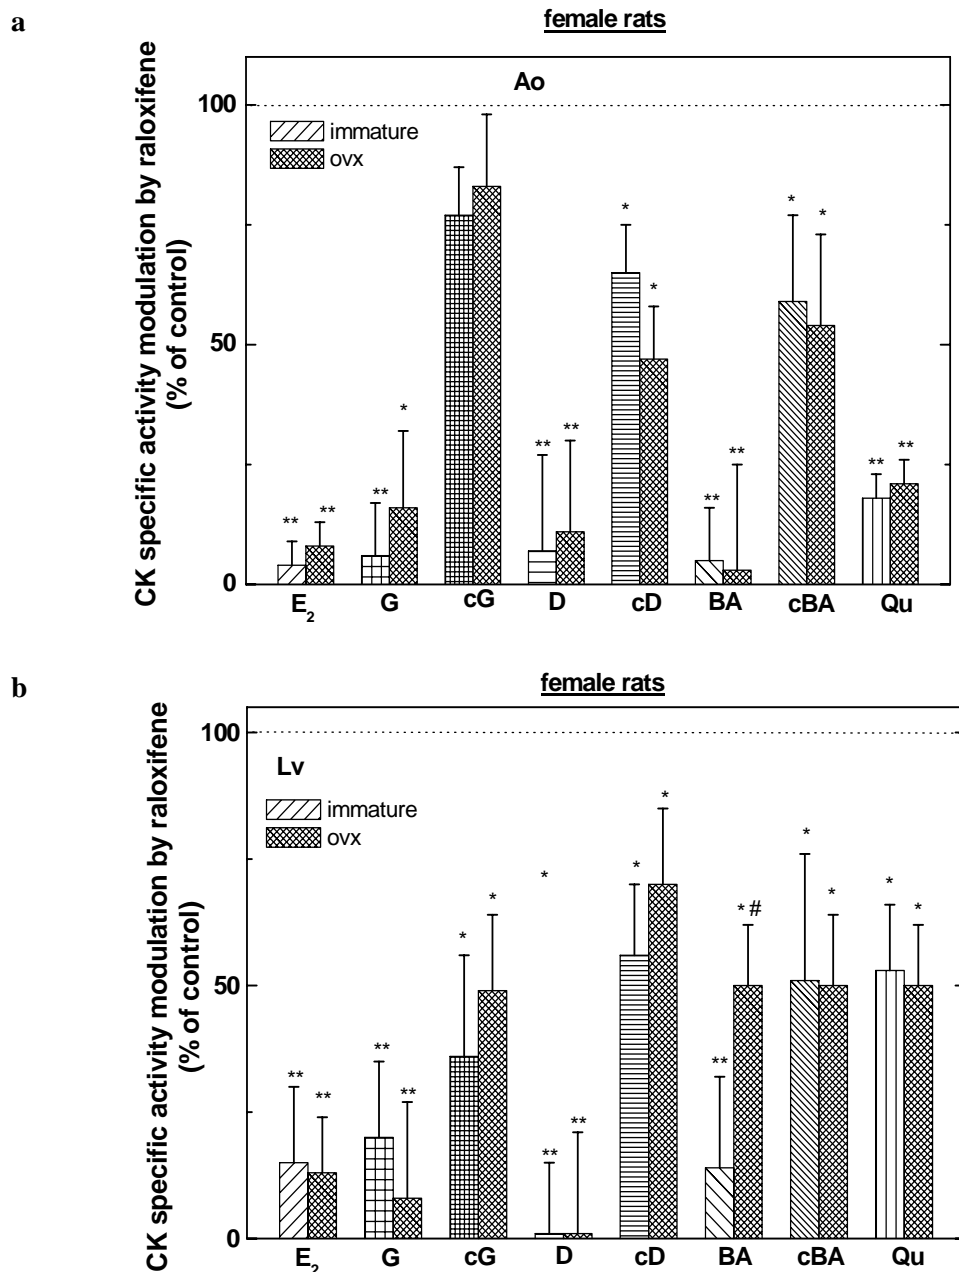 a
female rats
CK specific activity modulation by raloxifene
(% of control)
Ao
100
50
0
immature
ovx
** ** ** * ** ** * * ** ** * * ** **
E₂ G cG D cD BA cBA Qu
b
female rats
CK specific activity modulation by raloxifene
(% of control)
Lv
100
50
0
immature
ovx
** ** ** ** * * * ** ** * * ** * # * * * *
E₂ G cG D cD BA cBA Qu